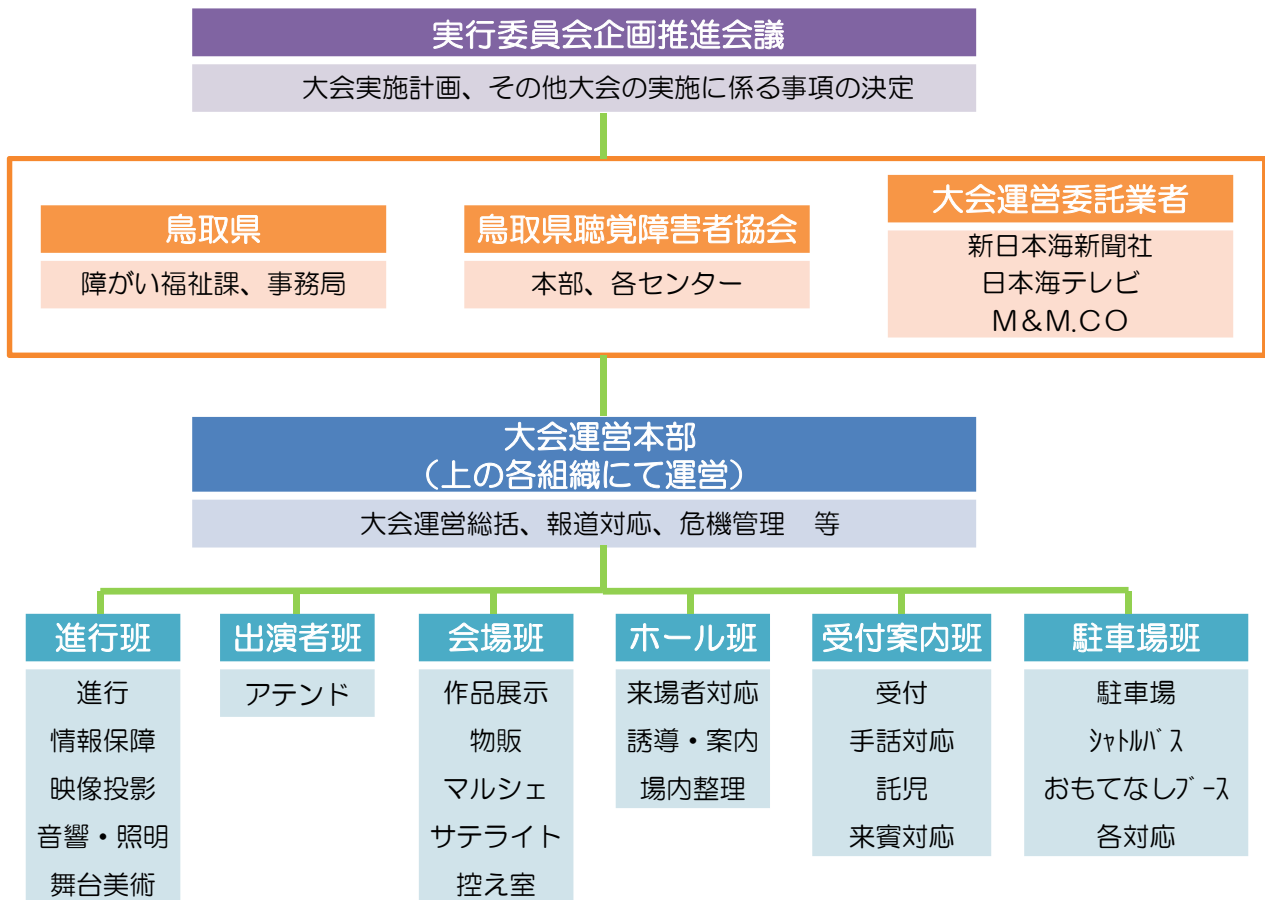 実行委員会企画推進会議
大会実施計画、その他大会の実施に係る事項の決定
鳥取県
障がい福祉課、事務局
鳥取県聴覚障害者協会
本部、各センター
大会運営委託業者
新日本海新聞社
日本海テレビ
M&M.CO
大会運営本部
（上の各組織にて運営）
大会運営総括、報道対応、危機管理　等
進行班
進行
情報保障
映像投影
音響・照明
舞台美術
出演者班
アテンド
会場班
作品展示
物販
マルシェ
サテライト
控え室
ホール班
来場者対応
誘導・案内
場内整理
受付案内班
受付
手話対応
託児
来賓対応
駐車場班
駐車場
ｼｬﾄﾙﾊﾞｽ
おもてなしﾌﾞｰｽ
各対応